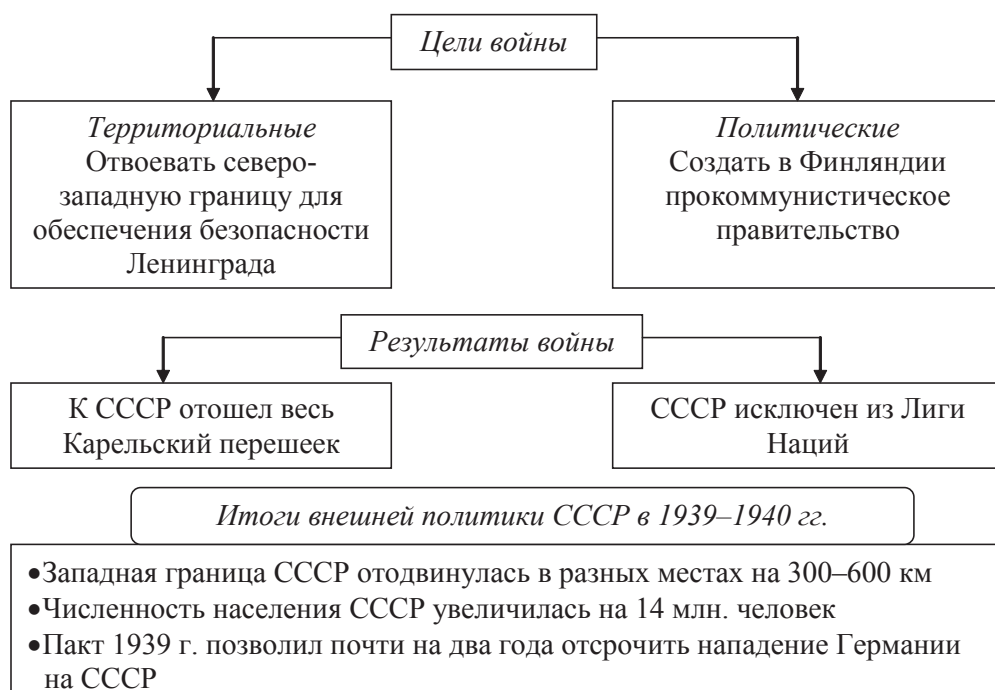 Цели войны
Территориальные
Отвоевать северо-
западную границу для
обеспечения безопасности
Ленинграда
Политические
Создать в Финляндии
прокоммунистическое
правительство
Результаты войны
К СССР отошел весь
Карельский перешеек
СССР исключен из Лиги
Наций
Итоги внешней политики СССР в 1939–1940 гг.
•Западная граница СССР отодвинулась в разных местах на 300–600 км
•Численность населения СССР увеличилась на 14 млн. человек
•Пакт 1939 г. позволил почти на два года отсрочить нападение Германии
на СССР